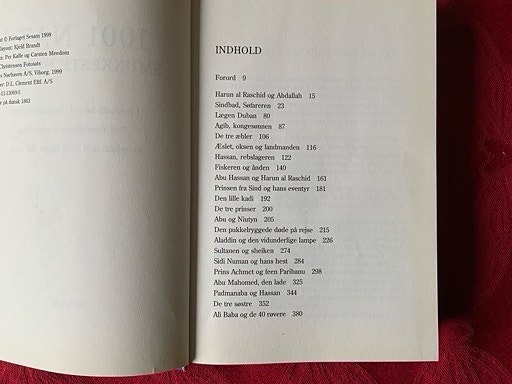 © Forlaget Sesam 1999
layout: Kjeld Brandt
Per Kølle og Carsten Meedom
Christensen Fotosats
Nørhaven A/S, Viborg, 1999
D.L. Clement Eftf. A/S
på dansk 1863
INDHOLD
Forord 9
Harun al Raschid og Abdallah 15
Sindbad, Søfareren 23
Lægen Duban 80
Agib, kongesønnen 87
De tre æbler 106
Æslet, oksen og landmanden 116
Hassan, rebslageren 122
Fiskeren og ånden 140
Abu Hassan og Harun al Raschid 161
Prinsen fra Sind og hans eventyr 181
Den lille kadi 192
De tre prinser 200
Abu og Niutyn 205
Den pukkelryggede døde på rejse 215
Aladdin og den vidunderlige lampe 226
Sultanen og sheiken 274
Sidi Numan og hans hest 284
Prins Achmet og feen Paribanu 298
Abu Mahomed, den lade 325
Padmanaba og Hassan 344
De tre søstre 352
Ali Baba og de 40 røvere 380